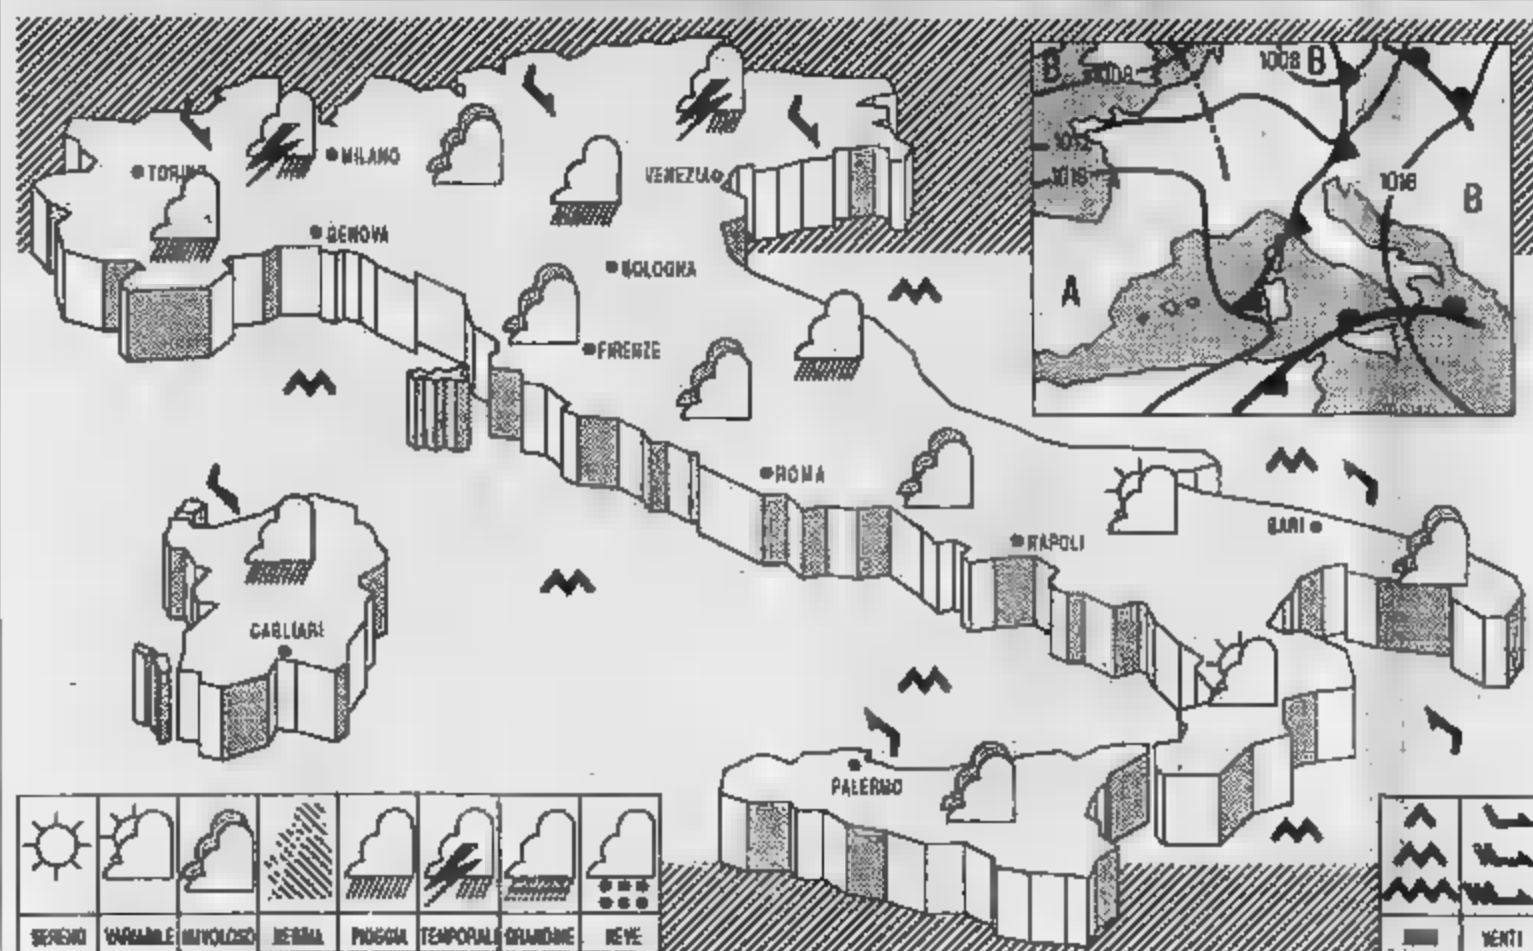 TORINO
MILANO
VENEZIA
GENOVA
BOLOGNA
FIRENZE
ROMA
NAPOLI
BARI
CAGLIARI
PALERMO
B
1008
1008 B
1012
1016
1016
B
A
SERENO VARIABILE NUVOLOSO NEBBIA PIOGGIA TEMPORALE GRANDINE NEVE
VENTI